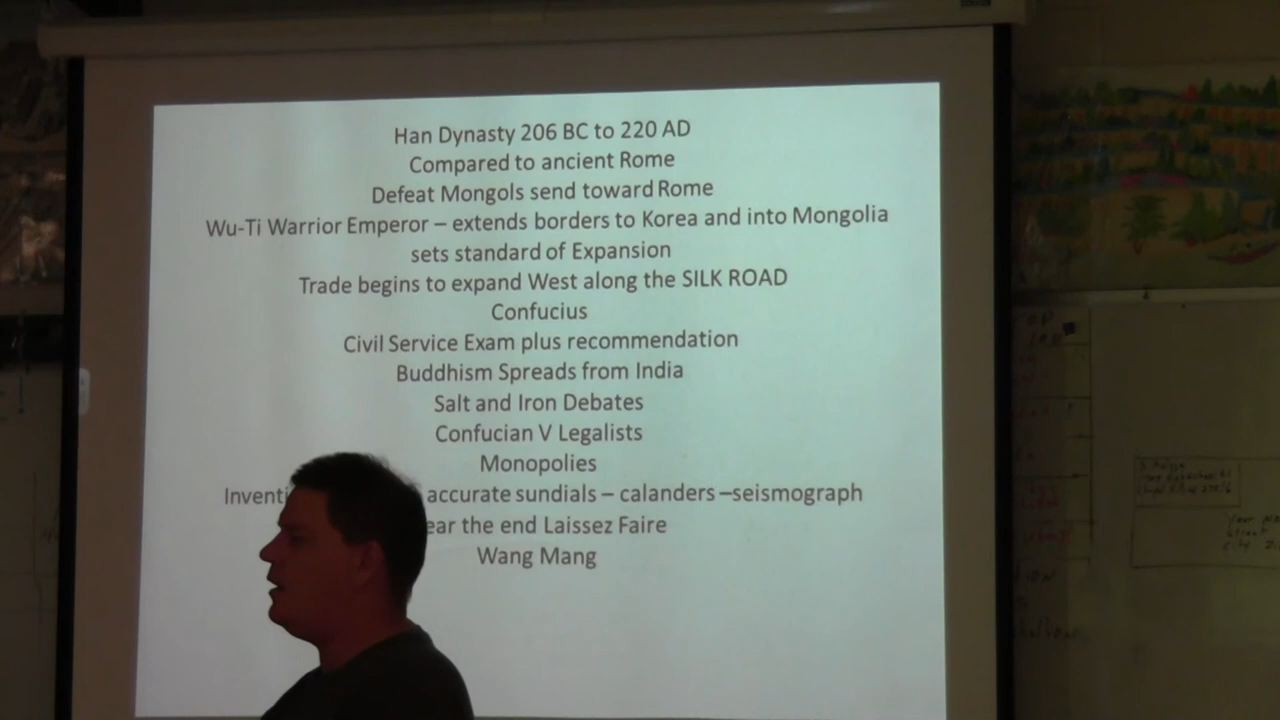 Han Dynasty 206 BC to 220 AD
Compared to ancient Rome
Defeat Mongols send toward Rome
Wu-Ti Warrior Emperor – extends borders to Korea and into Mongolia
sets standard of Expansion
Trade begins to expand West along the SILK ROAD
Confucius
Civil Service Exam plus recommendation
Buddhism Spreads from India
Salt and Iron Debates
Confucian V Legalists
Monopolies
Inventi accurate sundials – calanders –seismograph
ear the end Laissez Faire
Wang Mang